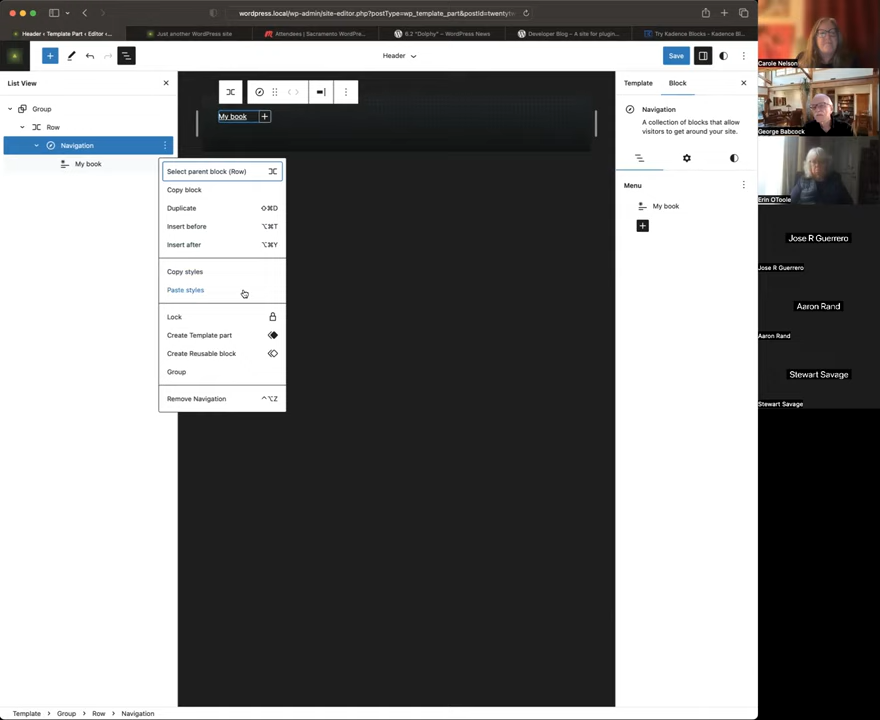 wordpress.local/wp-admin/site-editor.php?postType=wp_template_part&postId=twentytw
Header ‹ Template Part ‹ Editor ‹
Just another WordPress site
Attendees | Sacramento WordPre...
6.2 "Dolphy" – WordPress News
Developer Blog – A site for plugin...
Try Kadence Blocks - Kadence Bl...
Header
Save
List View
Group
Row
Navigation
My book
Select parent block (Row)
Copy block
Duplicate ⇧⌘D
Insert before ⌥⌘T
Insert after ⌥⌘Y
Copy styles
Paste styles
Lock
Create Template part
Create Reusable block
Group
Remove Navigation ^⌥Z
My book
Template
Block
Navigation
A collection of blocks that allow
visitors to get around your site.
Menu
My book
Carole Nelson
George Babcock
Erin OToole
Jose R Guerrero
Jose R Guerrero
Aaron Rand
Aaron Rand
Stewart Savage
Stewart Savage
Template › Group › Row › Navigation